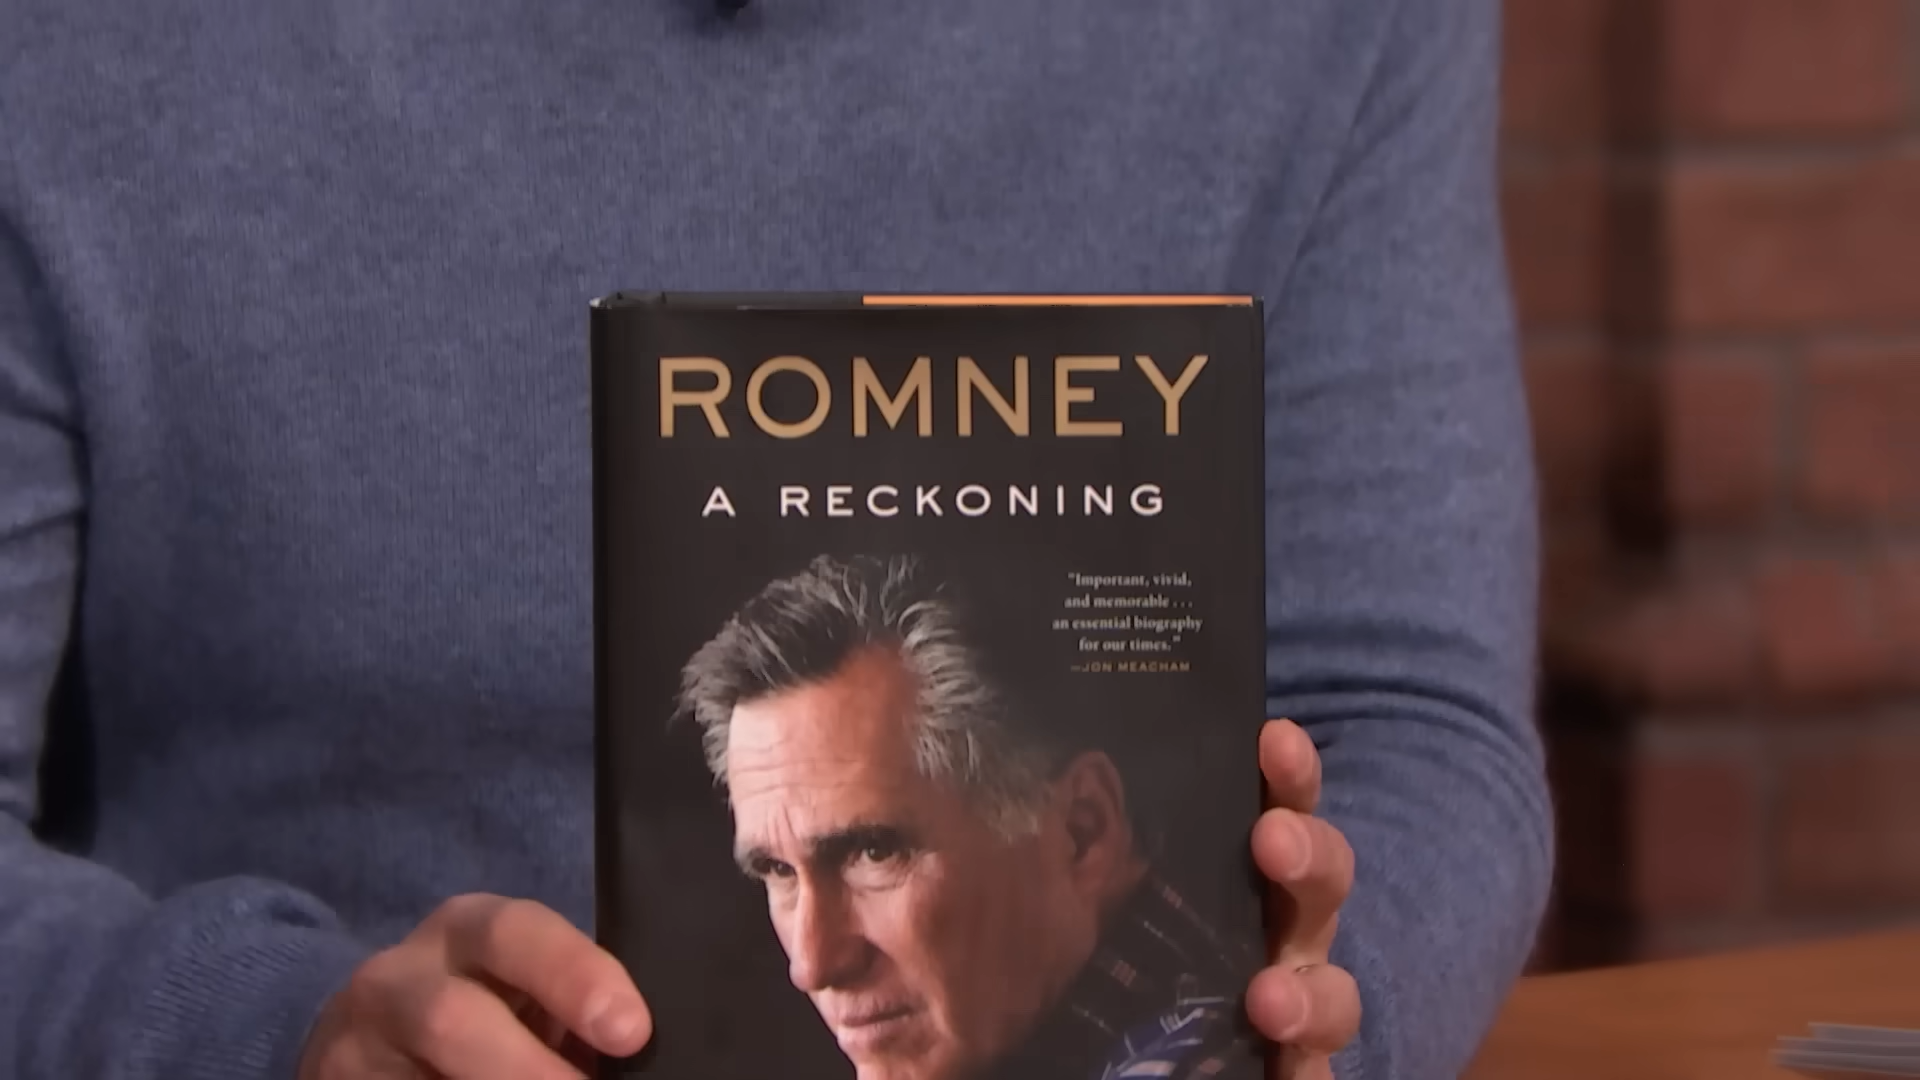 ROMNEY
A RECKONING
"Important, vivid,
and memorable . . .
an essential biography
for our times."
—JON MEACHAM